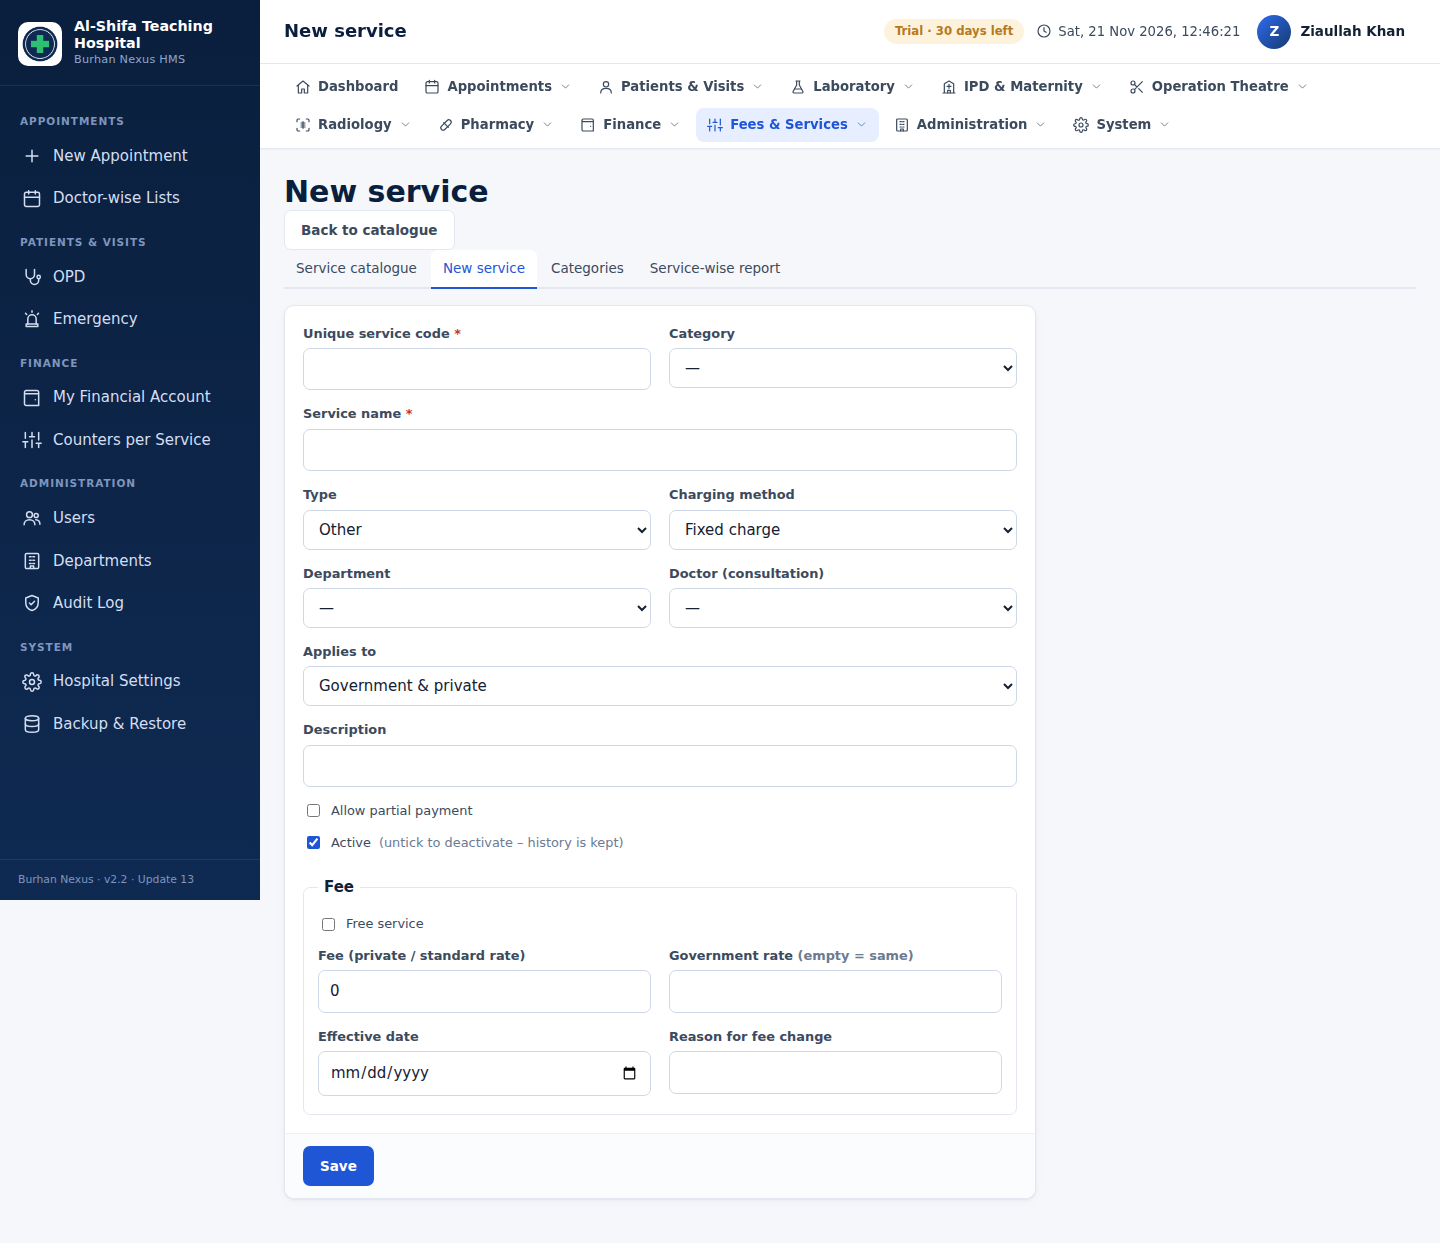 Al-Shifa Teaching
Hospital
Burhan Nexus HMS
New service
Trial · 30 days left
Sat, 21 Nov 2026, 12:46:21
Z
Ziaullah Khan
Dashboard
Appointments
Patients & Visits
Laboratory
IPD & Maternity
Operation Theatre
Radiology
Pharmacy
Finance
Fees & Services
Administration
System
APPOINTMENTS
New Appointment
Doctor-wise Lists
PATIENTS & VISITS
OPD
Emergency
FINANCE
My Financial Account
Counters per Service
ADMINISTRATION
Users
Departments
Audit Log
SYSTEM
Hospital Settings
Backup & Restore
Burhan Nexus · v2.2 · Update 13
New service
Back to catalogue
Service catalogue
New service
Categories
Service-wise report
Unique service code *
Category
—
Service name *
Type
Other
Charging method
Fixed charge
Department
—
Doctor (consultation)
—
Applies to
Government & private
Description
Allow partial payment
Active (untick to deactivate – history is kept)
Fee
Free service
Fee (private / standard rate)
0
Government rate (empty = same)
Effective date
mm/dd/yyyy
Reason for fee change
Save